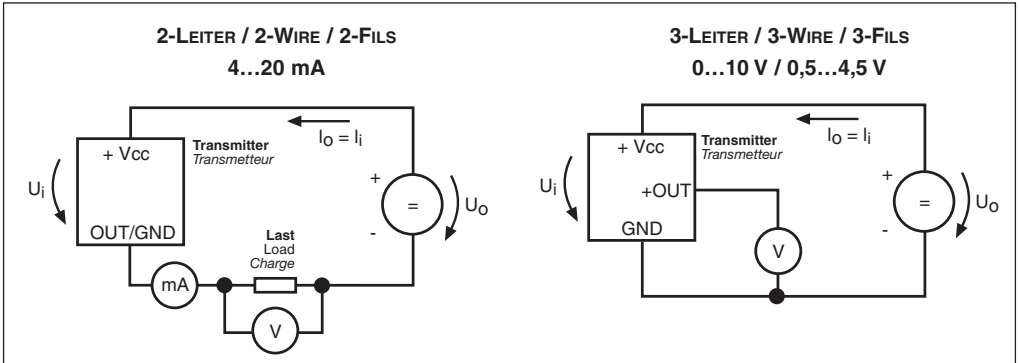 2-LEITER / 2-WIRE / 2-FILS
4…20 mA
Io = Ii
+ Vcc
Transmitter
Transmetteur
Ui
+
=
Uo
-
OUT/GND
Last
Load
Charge
mA
V
3-LEITER / 3-WIRE / 3-FILS
0…10 V / 0,5…4,5 V
Io = Ii
+ Vcc
Transmitter
Transmetteur
Ui
+OUT
+
=
Uo
-
GND
V